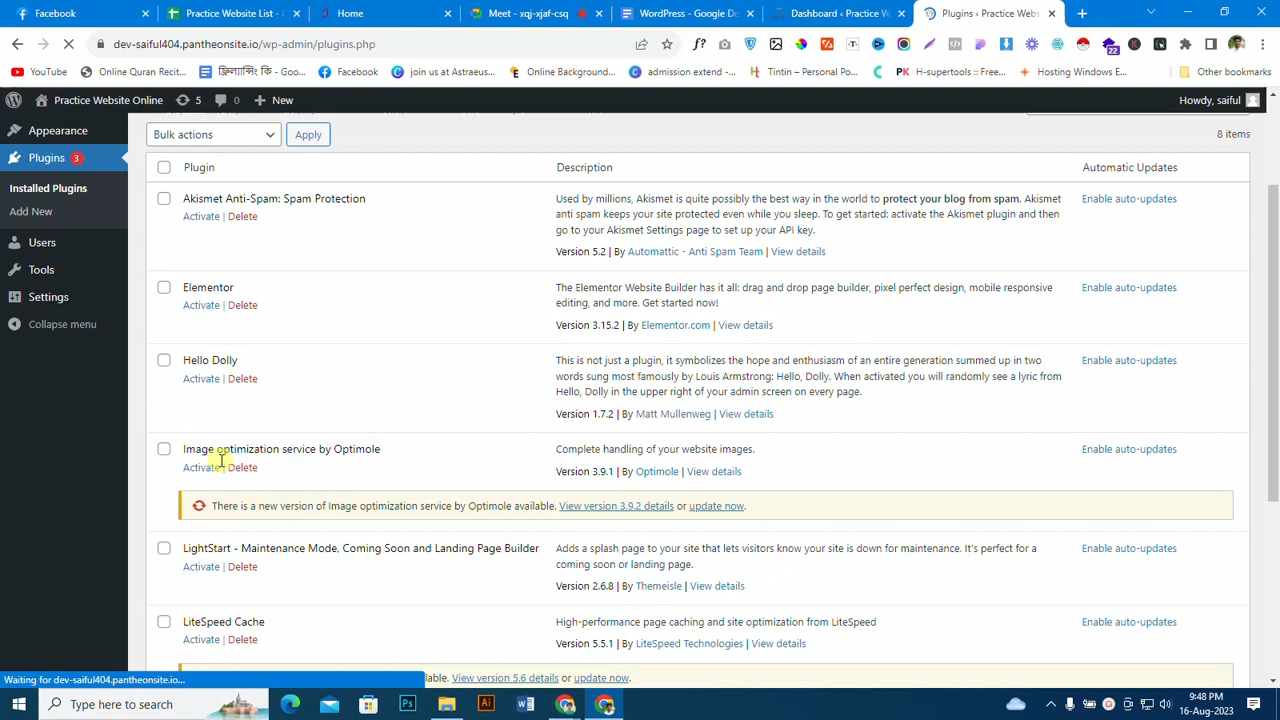 Facebook
Practice Website List - G
Home
Meet - xqj-xjaf-csq
WordPress - Google Do
Dashboard ‹ Practice W
Plugins ‹ Practice Webs
dev-saiful404.pantheonsite.io/wp-admin/plugins.php
YouTube
Online Quran Recit...
ফ্রিল্যান্সিং কি - Goo...
Facebook
join us at Astraeus...
Online Background...
admission extens-...
Tintin – Personal Po...
H-supertools :: Free...
Hosting Windows E...
Other bookmarks
Practice Website Online 5 0 New
Howdy, saiful
Appearance
Plugins 3
Installed Plugins
Add New
Users
Tools
Settings
Collapse menu
Bulk actions Apply
8 items
Plugin Description Automatic Updates
Akismet Anti-Spam: Spam Protection
Activate | Delete
Used by millions, Akismet is quite possibly the best way in the world to protect your blog from spam. Akismet
anti spam keeps your site protected even while you sleep. To get started: activate the Akismet plugin and then
go to your Akismet Settings page to set up your API key.
Version 5.2 | By Automattic - Anti Spam Team | View details
Enable auto-updates
Elementor
Activate | Delete
The Elementor Website Builder has it all: drag and drop page builder, pixel perfect design, mobile responsive
editing, and more. Get started now!
Version 3.15.2 | By Elementor.com | View details
Enable auto-updates
Hello Dolly
Activate | Delete
This is not just a plugin, it symbolizes the hope and enthusiasm of an entire generation summed up in two
words sung most famously by Louis Armstrong: Hello, Dolly. When activated you will randomly see a lyric from
Hello, Dolly in the upper right of your admin screen on every page.
Version 1.7.2 | By Matt Mullenweg | View details
Enable auto-updates
Image optimization service by Optimole
Activate | Delete
Complete handling of your website images.
Version 3.9.1 | By Optimole | View details
Enable auto-updates
There is a new version of Image optimization service by Optimole available. View version 3.9.2 details or update now.
LightStart - Maintenance Mode, Coming Soon and Landing Page Builder
Activate | Delete
Adds a splash page to your site that lets visitors know your site is down for maintenance. It's perfect for a
coming soon or landing page.
Version 2.6.8 | By Themeisle | View details
Enable auto-updates
LiteSpeed Cache
Activate | Delete
High-performance page caching and site optimization from LiteSpeed
Version 5.5.1 | By LiteSpeed Technologies | View details
Enable auto-updates
lable. View version 5.6 details or update now.
Waiting for dev-saiful404.pantheonsite.io...
Type here to search
9:48 PM
16-Aug-2023